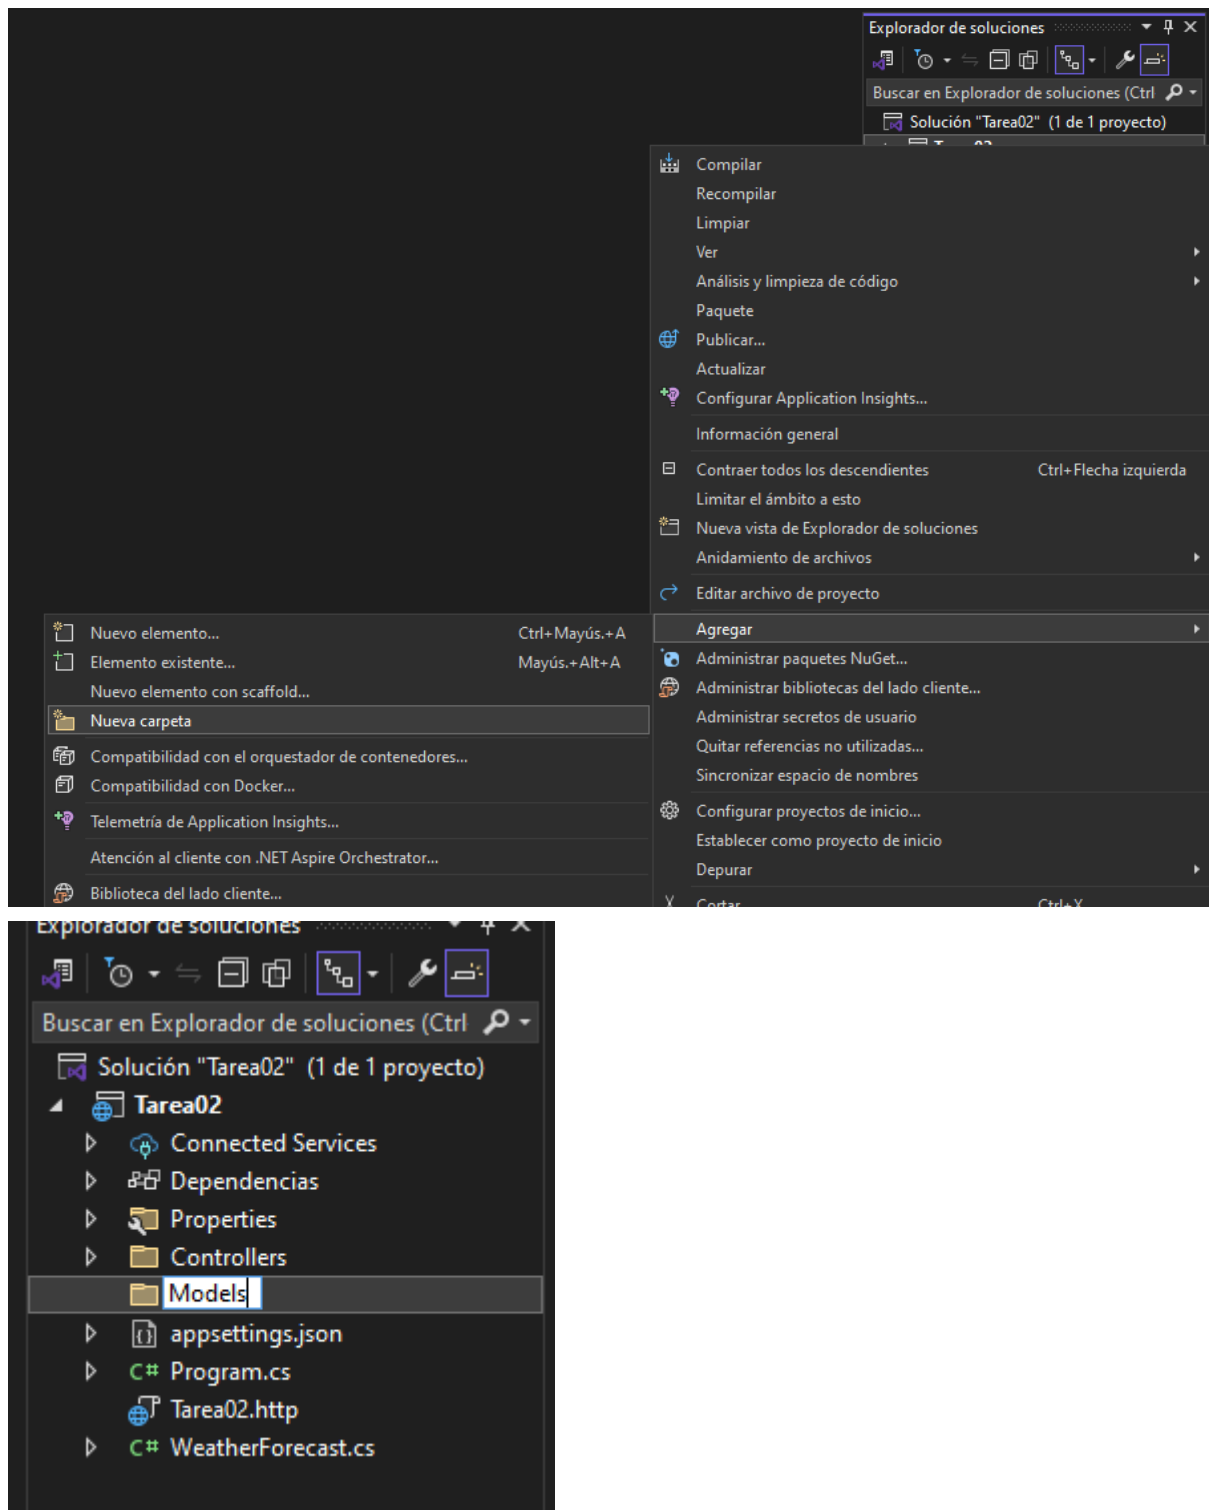 Explorador de soluciones
Buscar en Explorador de soluciones (Ctrl
Solución "Tarea02" (1 de 1 proyecto)
Tarea02
Compilar
Recompilar
Limpiar
Ver
Análisis y limpieza de código
Paquete
Publicar...
Actualizar
Configurar Application Insights...
Información general
Contraer todos los descendientes Ctrl+Flecha izquierda
Limitar el ámbito a esto
Nueva vista de Explorador de soluciones
Anidamiento de archivos
Editar archivo de proyecto
Agregar
Administrar paquetes NuGet...
Administrar bibliotecas del lado cliente...
Administrar secretos de usuario
Quitar referencias no utilizadas...
Sincronizar espacio de nombres
Configurar proyectos de inicio...
Establecer como proyecto de inicio
Depurar
Cortar Ctrl+X
Nuevo elemento... Ctrl+Mayús.+A
Elemento existente... Mayús.+Alt+A
Nuevo elemento con scaffold...
Nueva carpeta
Compatibilidad con el orquestador de contenedores...
Compatibilidad con Docker...
Telemetría de Application Insights...
Atención al cliente con .NET Aspire Orchestrator...
Biblioteca del lado cliente...
Explorador de soluciones
Buscar en Explorador de soluciones (Ctrl
Solución "Tarea02" (1 de 1 proyecto)
Tarea02
Connected Services
Dependencias
Properties
Controllers
Models
appsettings.json
C# Program.cs
Tarea02.http
C# WeatherForecast.cs